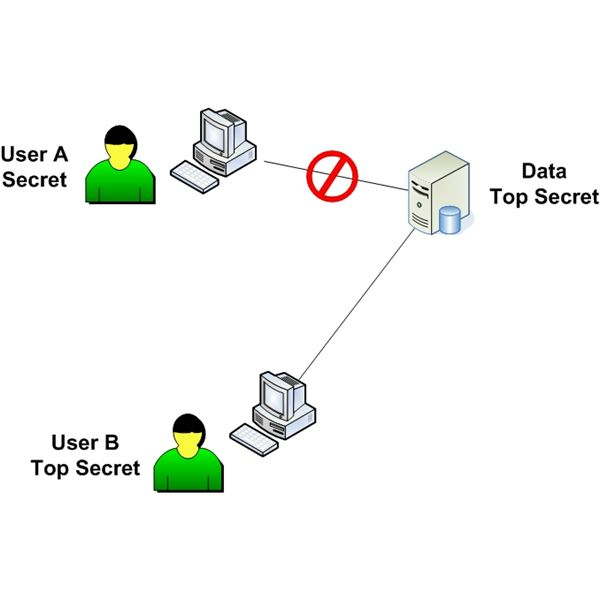 User A
Secret
Data
Top Secret
User B
Top Secret